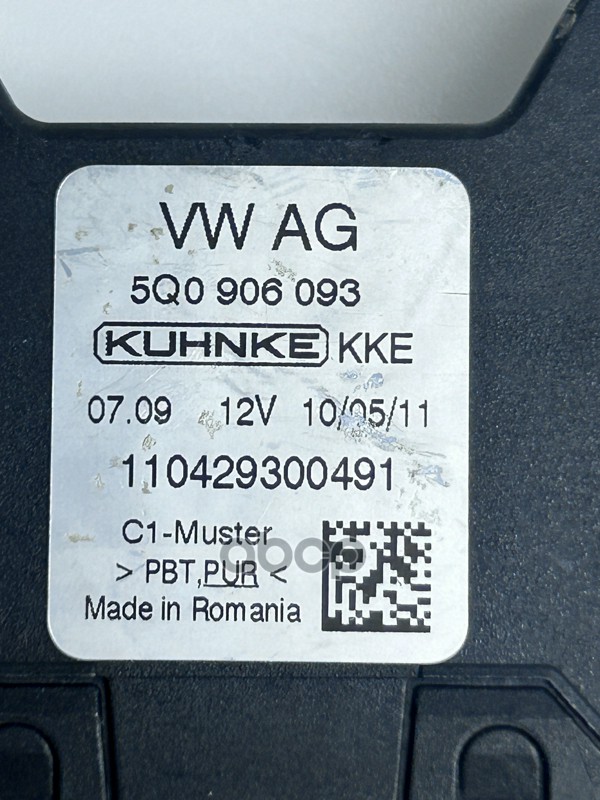 VW AG
5Q0 906 093
KUHNKE KKE
07.09 12V 10/05/11
110429300491
C1-Muster
> PBT,PUR <
Made in Romania